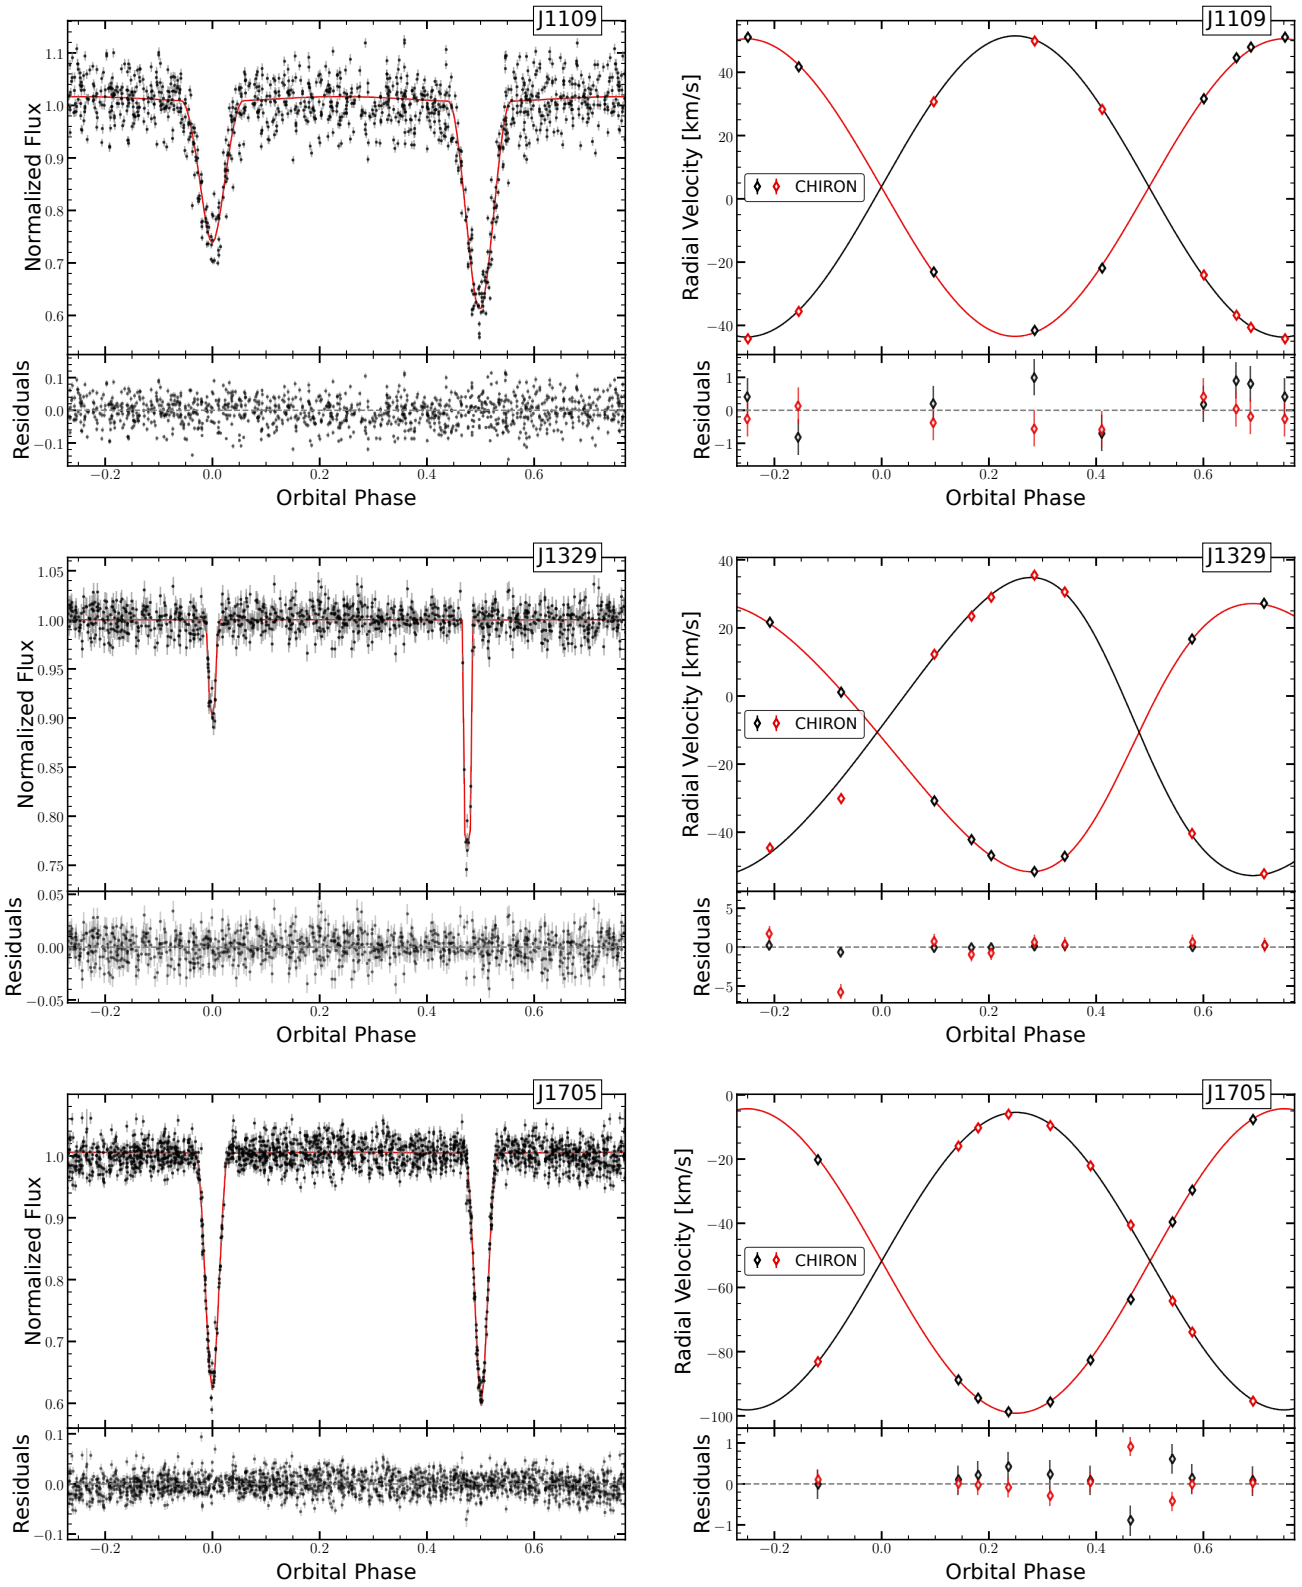 J1109
Normalized Flux
1.1
1.0
0.9
0.8
0.7
0.6
Residuals
0.1
0.0
−0.1
−0.2 0.0 0.2 0.4 0.6
Orbital Phase
J1109
Radial Velocity [km/s]
40
20
0
−20
−40
CHIRON
Residuals
1
0
−1
−0.2 0.0 0.2 0.4 0.6
Orbital Phase
J1329
Normalized Flux
1.05
1.00
0.95
0.90
0.85
0.80
0.75
Residuals
0.05
0.00
−0.05
−0.2 0.0 0.2 0.4 0.6
Orbital Phase
J1329
Radial Velocity [km/s]
40
20
0
−20
−40
CHIRON
Residuals
5
0
−5
−0.2 0.0 0.2 0.4 0.6
Orbital Phase
J1705
Normalized Flux
1.0
0.9
0.8
0.7
0.6
Residuals
0.1
0.0
−0.1
−0.2 0.0 0.2 0.4 0.6
Orbital Phase
J1705
Radial Velocity [km/s]
0
−20
−40
−60
−80
−100
CHIRON
Residuals
1
0
−1
−0.2 0.0 0.2 0.4 0.6
Orbital Phase